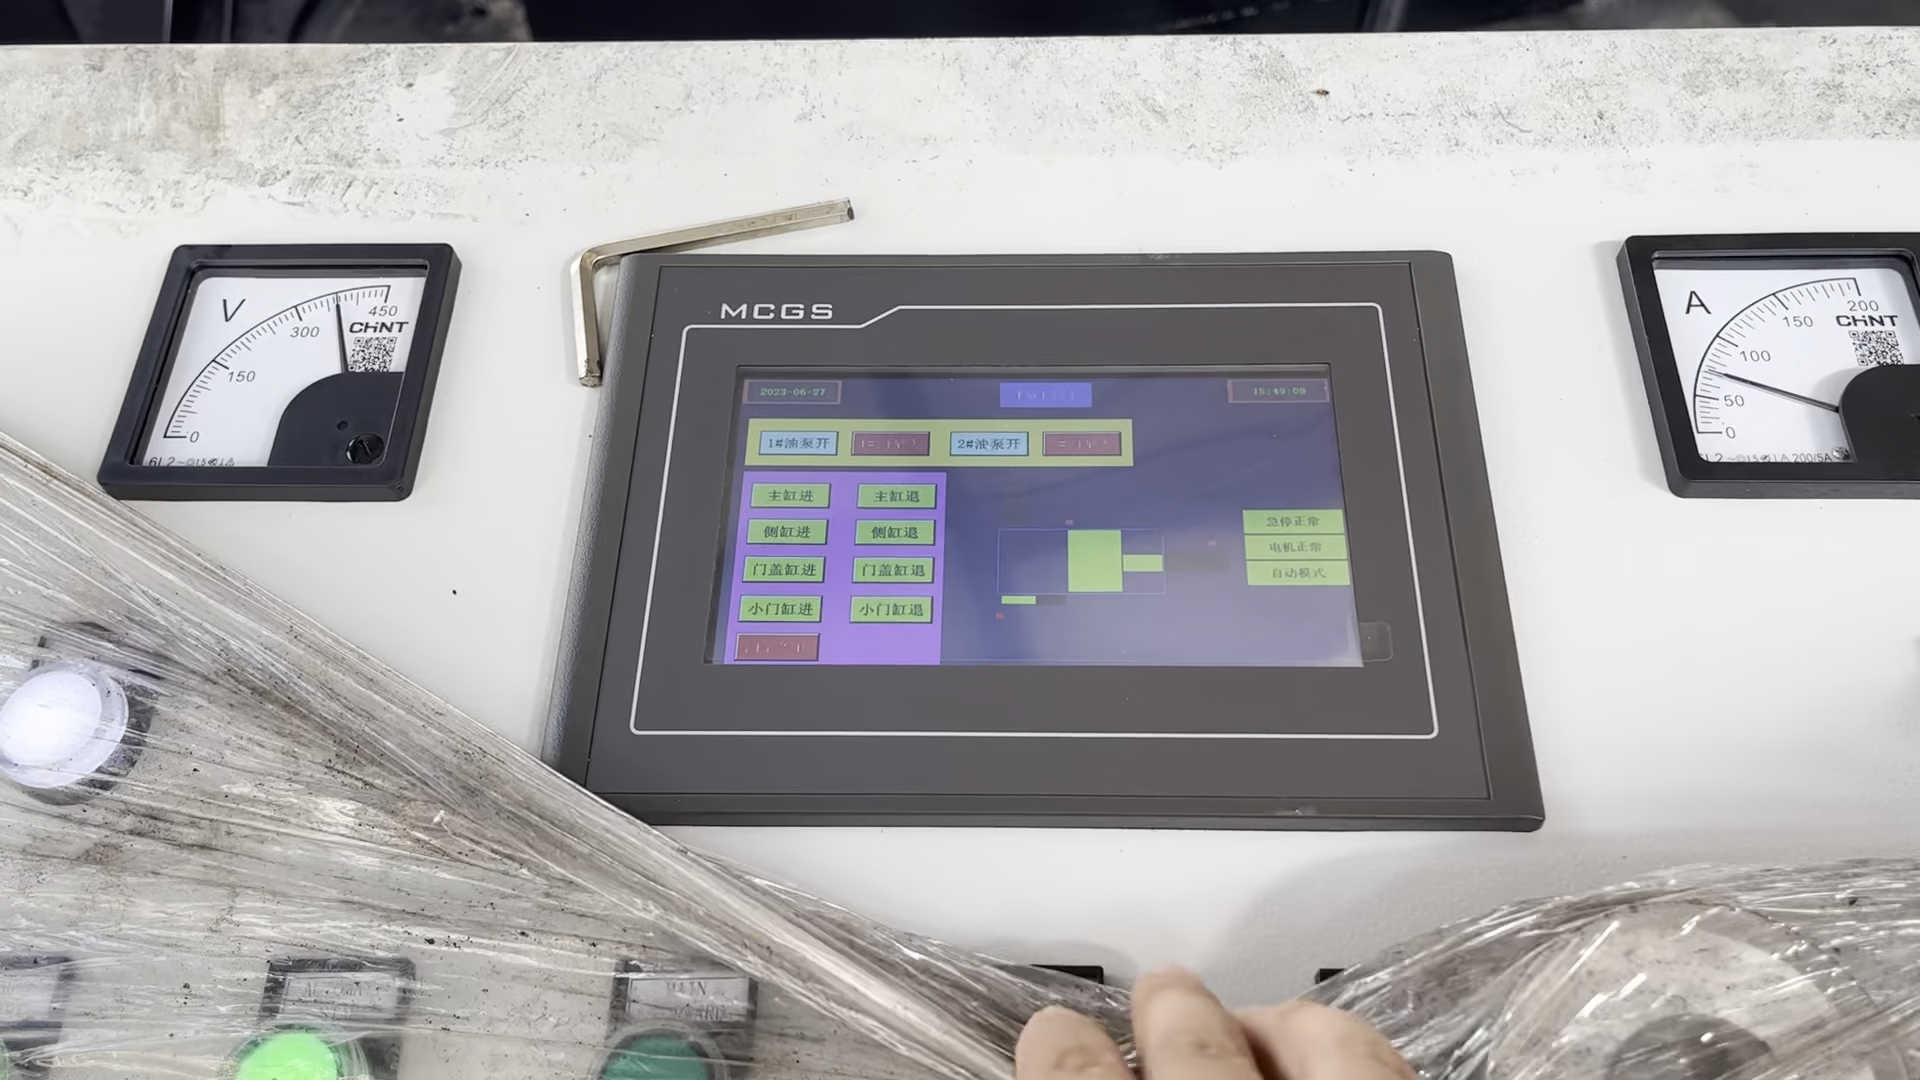 V
450
300
CHNT
150
0
MCGS
2023-06-27
15:49:09
1#油泵开
2#油泵开
主缸进
主缸退
侧缸进
侧缸退
门盖缸进
门盖缸退
小门缸进
小门缸退
急停正常
电机正常
自动模式
A
200
150
CHNT
100
50
0
200/5A
MAIN